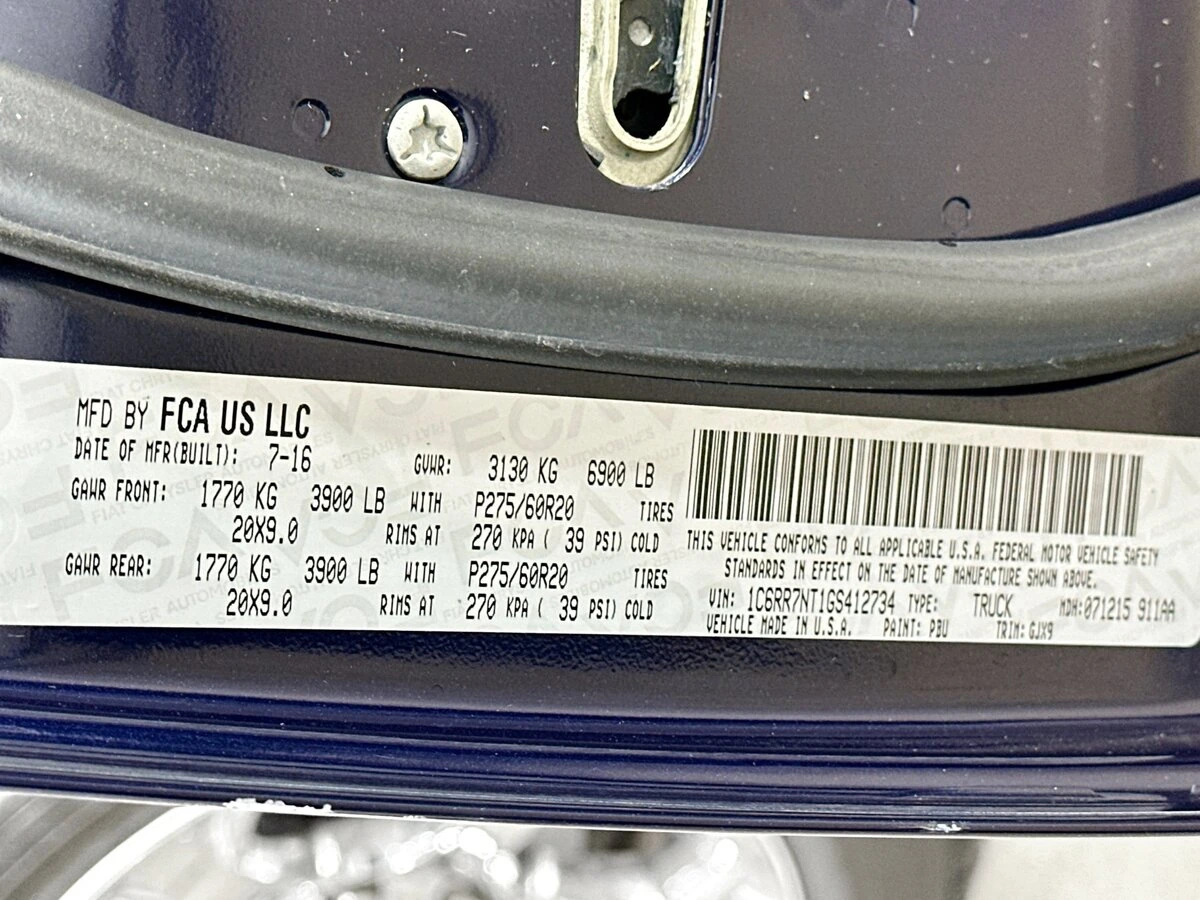 MFD BY FCA US LLC
DATE OF MFR(BUILT): 7-16
GVWR: 3130 KG 6900 LB
GAWR FRONT: 1770 KG 3900 LB WITH P275/60R20 TIRES
20X9.0 RIMS AT 270 KPA ( 39 PSI) COLD
GAWR REAR: 1770 KG 3900 LB WITH P275/60R20 TIRES
20X9.0 RIMS AT 270 KPA ( 39 PSI) COLD
THIS VEHICLE CONFORMS TO ALL APPLICABLE U.S.A. FEDERAL MOTOR VEHICLE SAFETY
STANDARDS IN EFFECT ON THE DATE OF MANUFACTURE SHOWN ABOVE.
VIN: 1C6RR7NT1GS412734 TYPE: TRUCK MDH:071215 911AA
VEHICLE MADE IN U.S.A. PAINT: PBU TRIM: GJX9